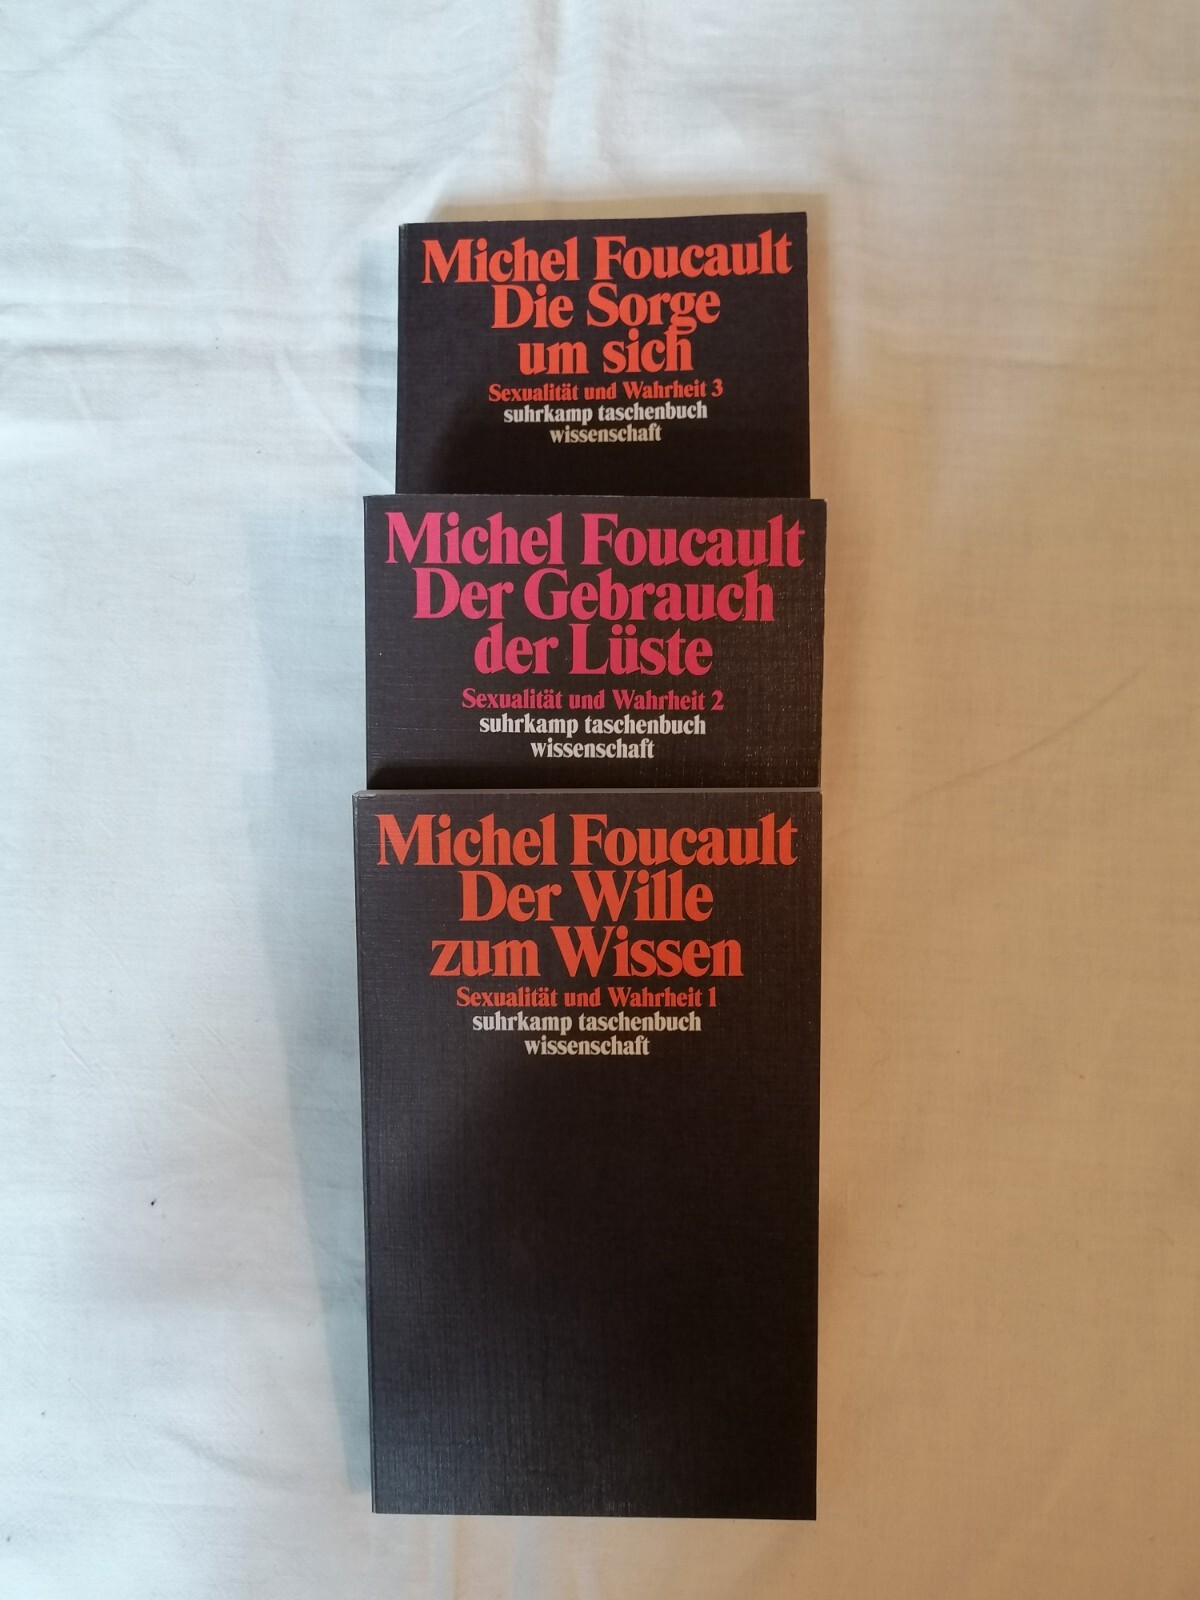 Michel Foucault
Die Sorge
um sich
Sexualität und Wahrheit 3
suhrkamp taschenbuch
wissenschaft
Michel Foucault
Der Gebrauch
der Lüste
Sexualität und Wahrheit 2
suhrkamp taschenbuch
wissenschaft
Michel Foucault
Der Wille
zum Wissen
Sexualität und Wahrheit 1
suhrkamp taschenbuch
wissenschaft